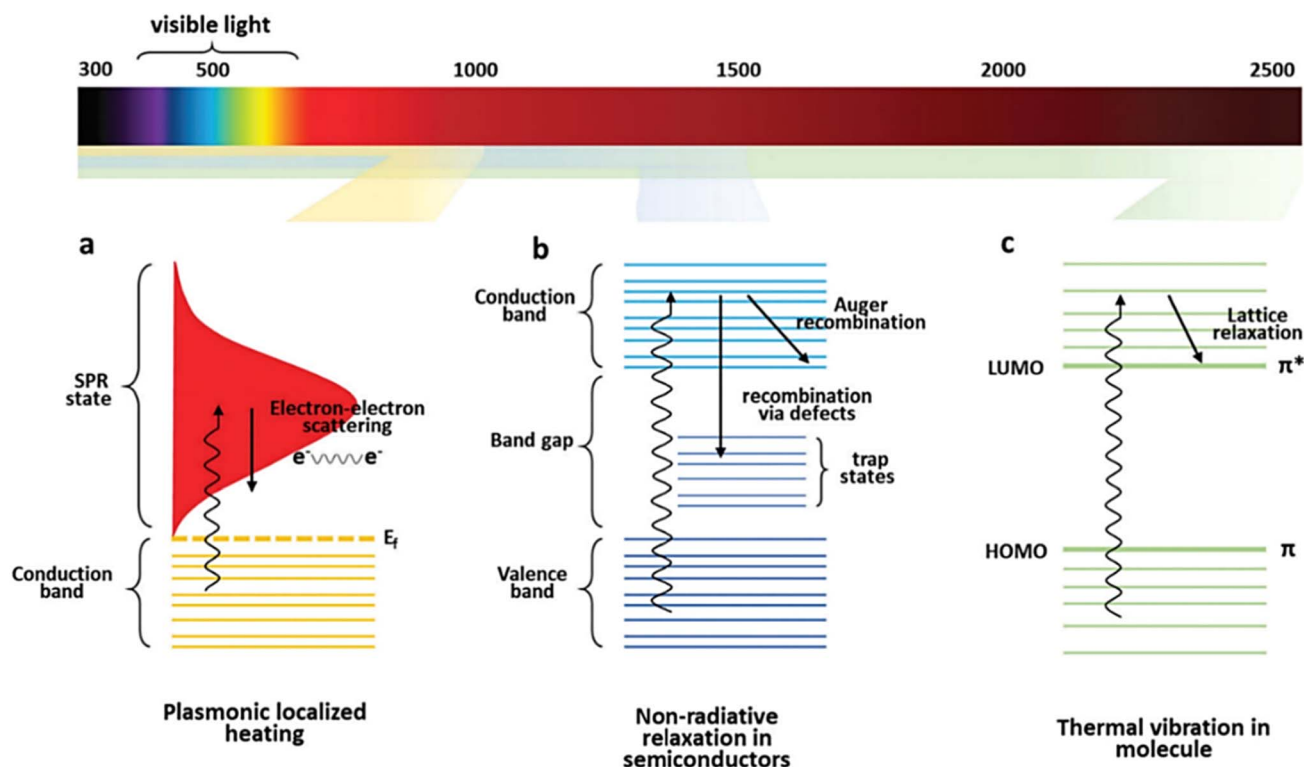 visible light
300 500 1000 1500 2000 2500
a
SPR
state
Electron-electron
scattering
e- e-
Ef
Conduction
band
Plasmonic localized
heating
b
Conduction
band
Auger
recombination
recombination
via defects
Band gap
trap
states
Valence
band
Non-radiative
relaxation in
semiconductors
c
Lattice
relaxation
LUMO π*
HOMO π
Thermal vibration in
molecule